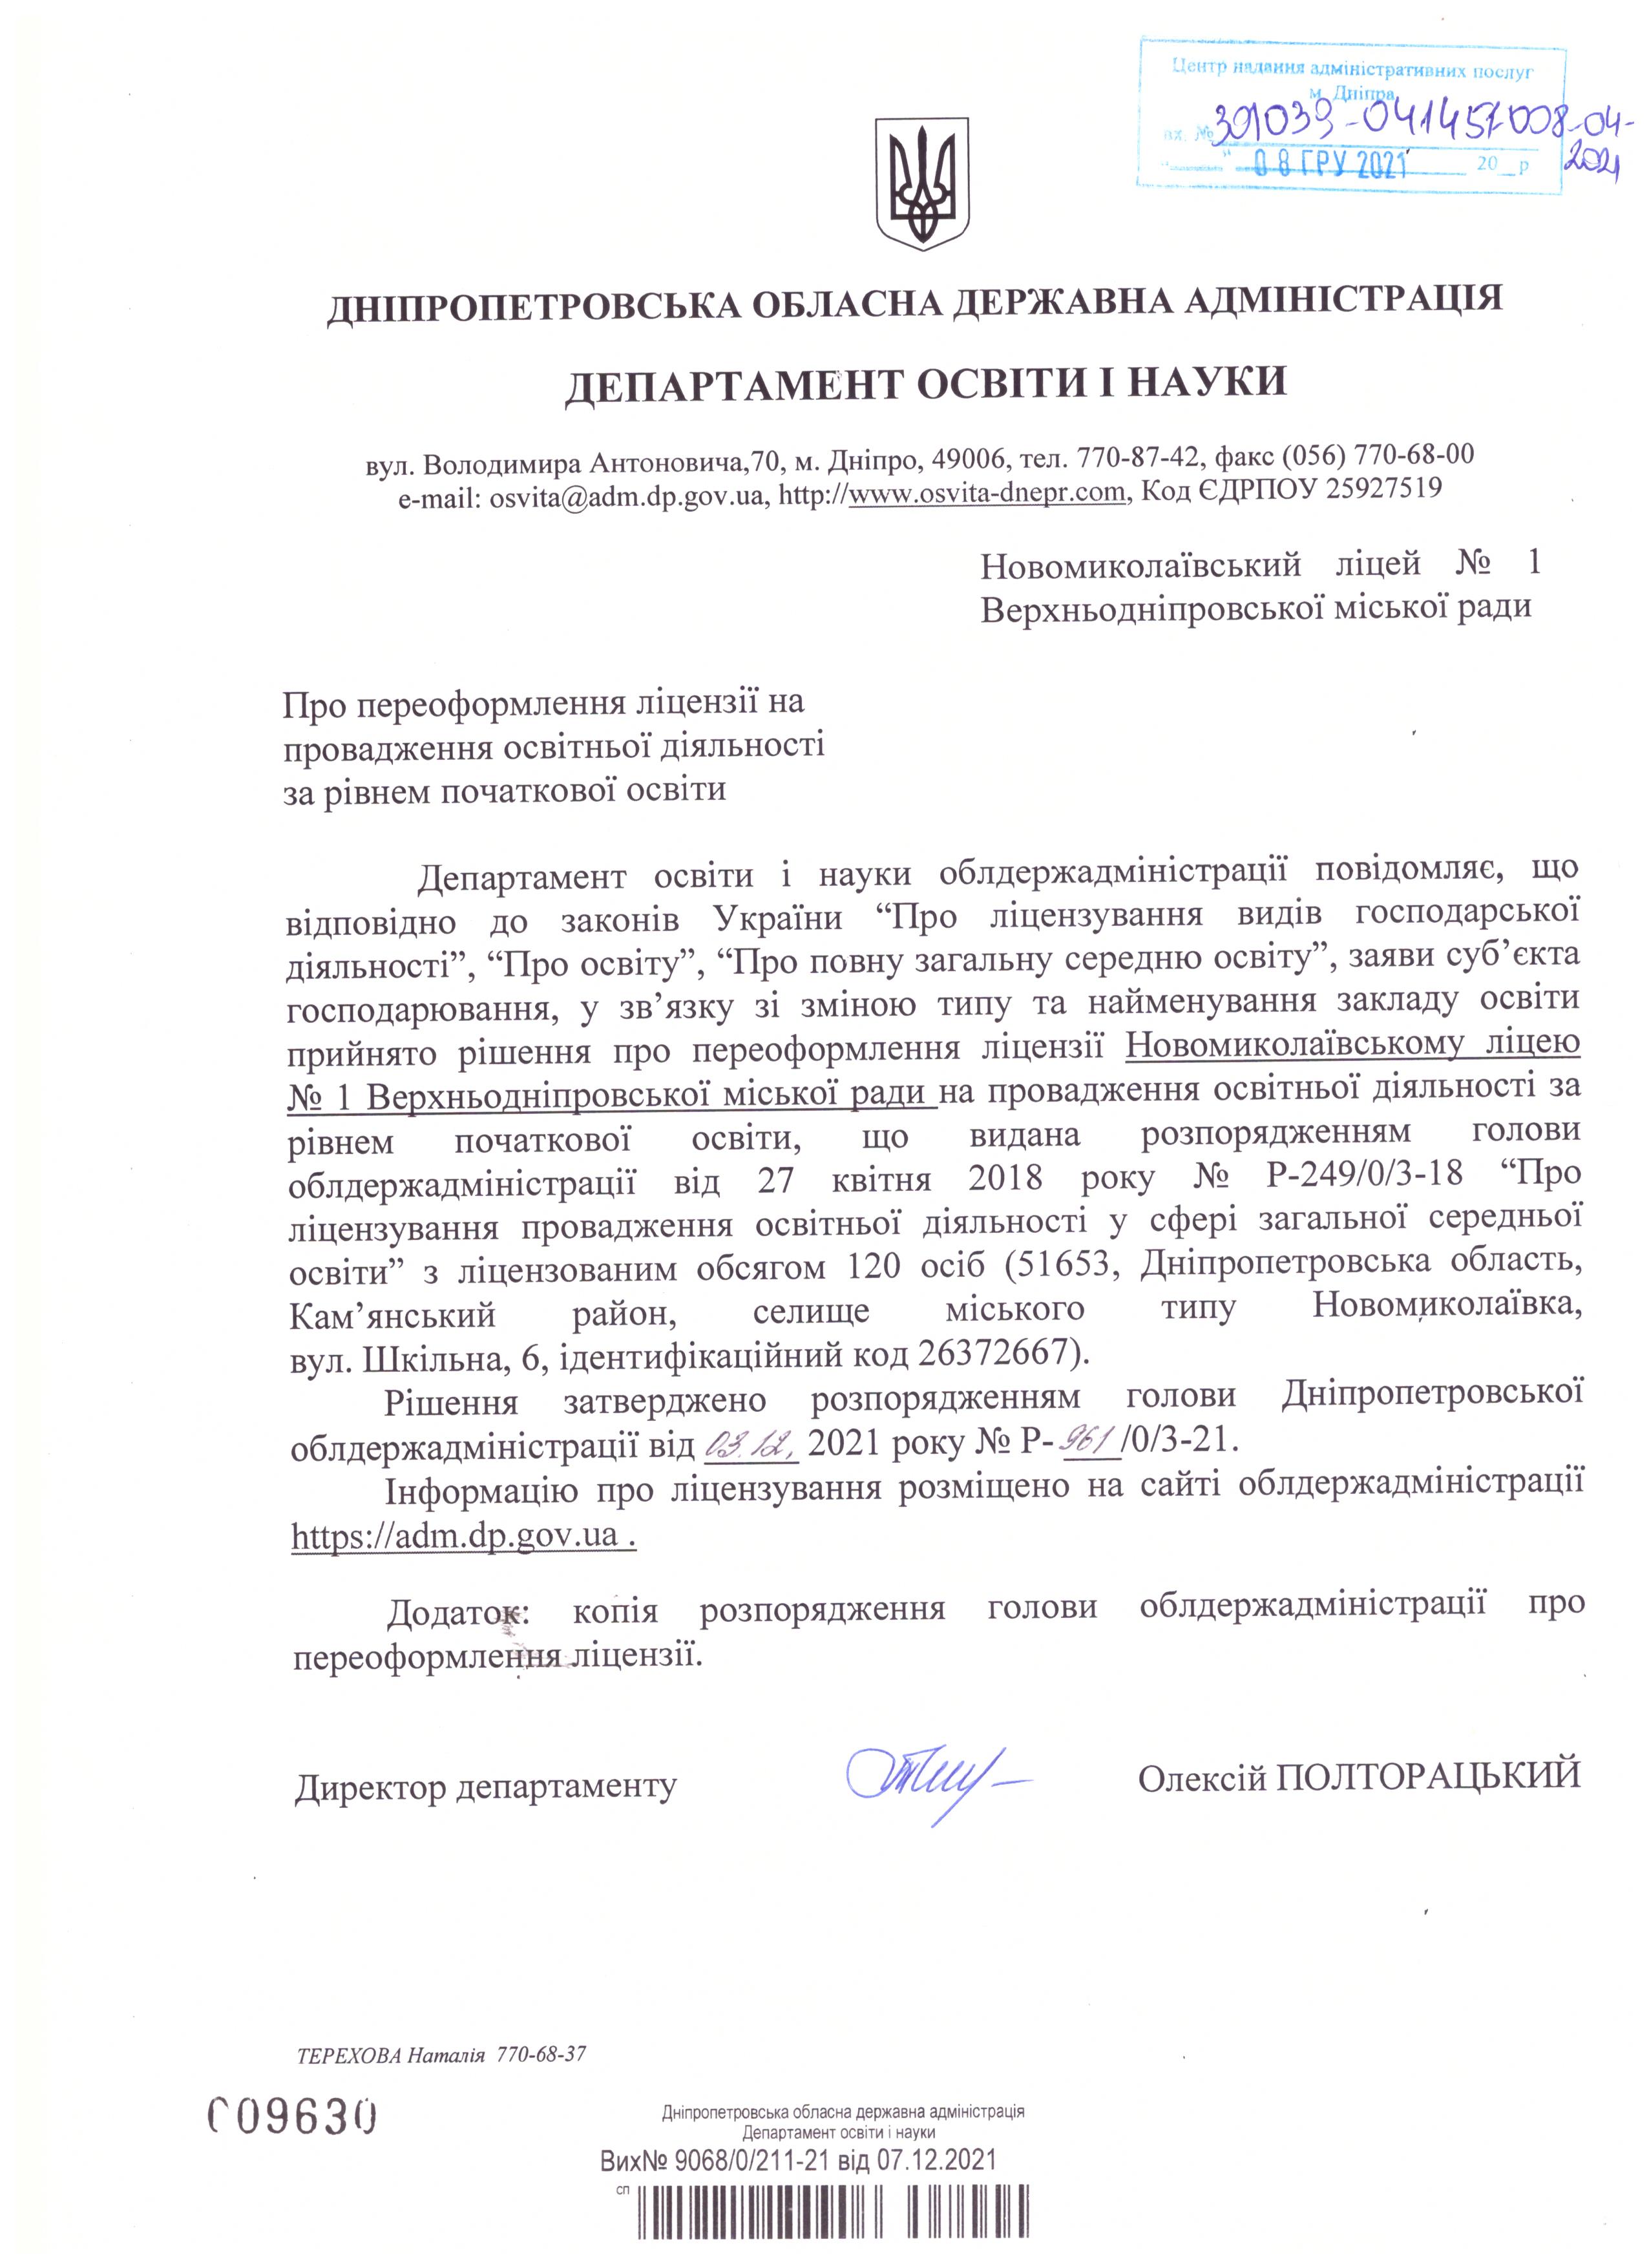 Центр надання адміністративних послуг
м. Дніпра
вх. № 301039-041457-008-04-
2021
"____" 08 ГРУ 2021 20__р
ДНІПРОПЕТРОВСЬКА ОБЛАСНА ДЕРЖАВНА АДМІНІСТРАЦІЯ
ДЕПАРТАМЕНТ ОСВІТИ І НАУКИ
вул. Володимира Антоновича,70, м. Дніпро, 49006, тел. 770-87-42, факс (056) 770-68-00
e-mail: osvita@adm.dp.gov.ua, http://www.osvita-dnepr.com, Код ЄДРПОУ 25927519
Новомиколаївський ліцей № 1
Верхньодніпровської міської ради
Про переоформлення ліцензії на
провадження освітньої діяльності
за рівнем початкової освіти
Департамент освіти і науки облдержадміністрації повідомляє, що
відповідно до законів України “Про ліцензування видів господарської
діяльності”, “Про освіту”, “Про повну загальну середню освіту”, заяви суб’єкта
господарювання, у зв’язку зі зміною типу та найменування закладу освіти
прийнято рішення про переоформлення ліцензії Новомиколаївському ліцею
№ 1 Верхньодніпровської міської ради на провадження освітньої діяльності за
рівнем початкової освіти, що видана розпорядженням голови
облдержадміністрації від 27 квітня 2018 року № Р-249/0/3-18 “Про
ліцензування провадження освітньої діяльності у сфері загальної середньої
освіти” з ліцензованим обсягом 120 осіб (51653, Дніпропетровська область,
Кам’янський район, селище міського типу Новомиколаївка,
вул. Шкільна, 6, ідентифікаційний код 26372667).
Рішення затверджено розпорядженням голови Дніпропетровської
облдержадміністрації від 03.12. 2021 року № Р-961/0/3-21.
Інформацію про ліцензування розміщено на сайті облдержадміністрації
https://adm.dp.gov.ua .
Додаток: копія розпорядження голови облдержадміністрації про
переоформлення ліцензії.
Директор департаменту Олексій ПОЛТОРАЦЬКИЙ
ТЕРЕХОВА Наталія 770-68-37
009630
Дніпропетровська обласна державна адміністрація
Департамент освіти і науки
Вих№ 9068/0/211-21 від 07.12.2021
СП